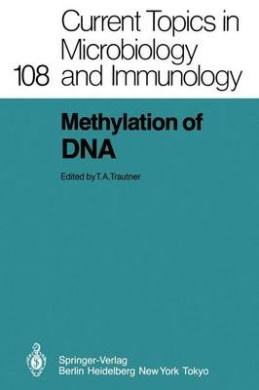 Current Topics in
Microbiology
108 and Immunology
Methylation of
DNA
Edited by T.A.Trautner
Springer-Verlag
Berlin Heidelberg New York Tokyo